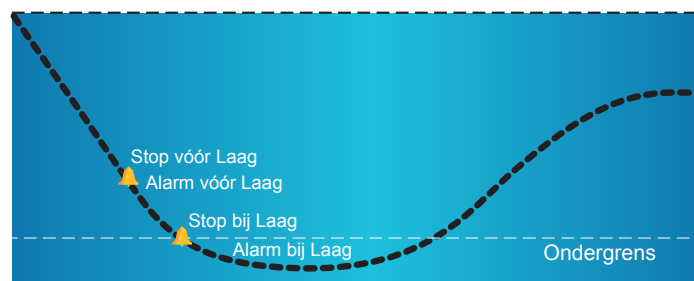 Stop vóór Laag
Alarm vóór Laag
Stop bij Laag
Alarm bij Laag
Ondergrens